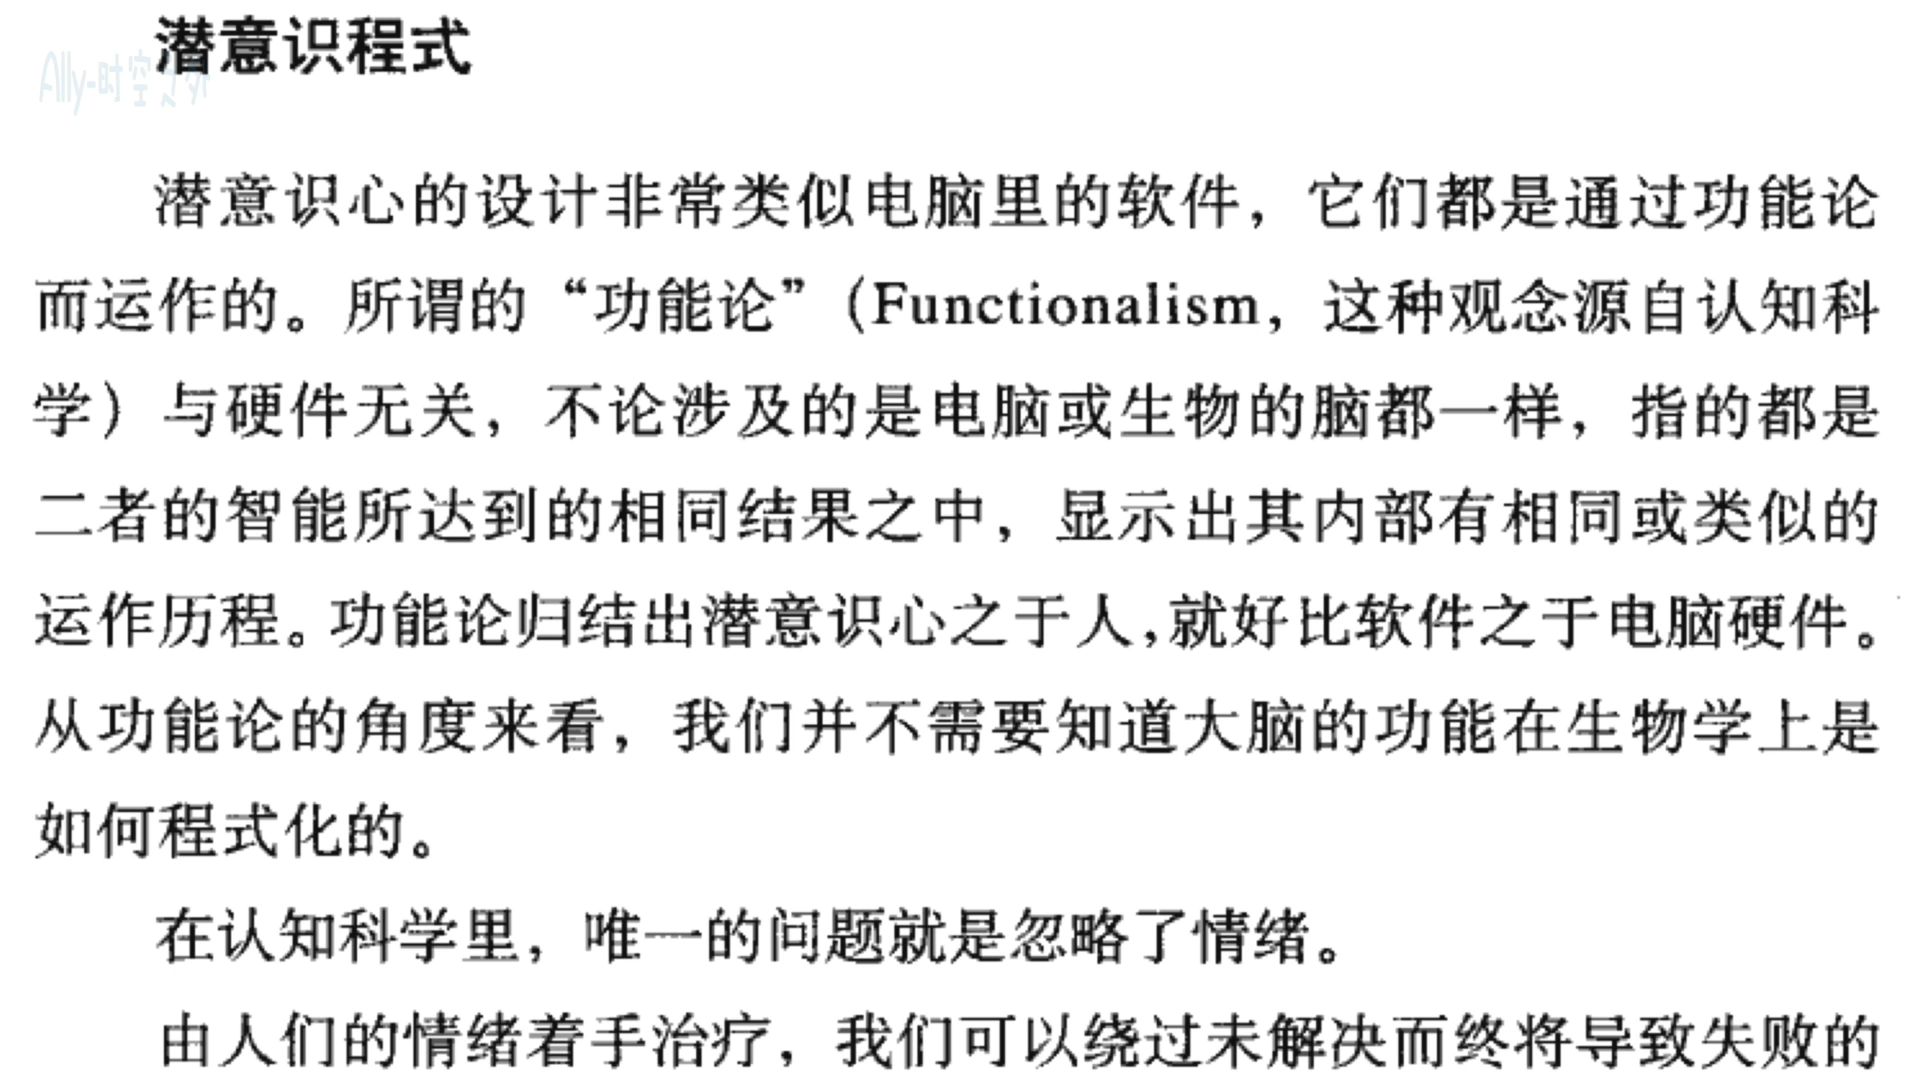 潜意识程式
Ally-时空之外
潜意识心的设计非常类似电脑里的软件，它们都是通过功能论
而运作的。所谓的“功能论”（Functionalism，这种观念源自认知科
学）与硬件无关，不论涉及的是电脑或生物的脑都一样，指的都是
二者的智能所达到的相同结果之中，显示出其内部有相同或类似的
运作历程。功能论归结出潜意识心之于人,就好比软件之于电脑硬件。
从功能论的角度来看，我们并不需要知道大脑的功能在生物学上是
如何程式化的。
在认知科学里，唯一的问题就是忽略了情绪。
由人们的情绪着手治疗，我们可以绕过未解决而终将导致失败的